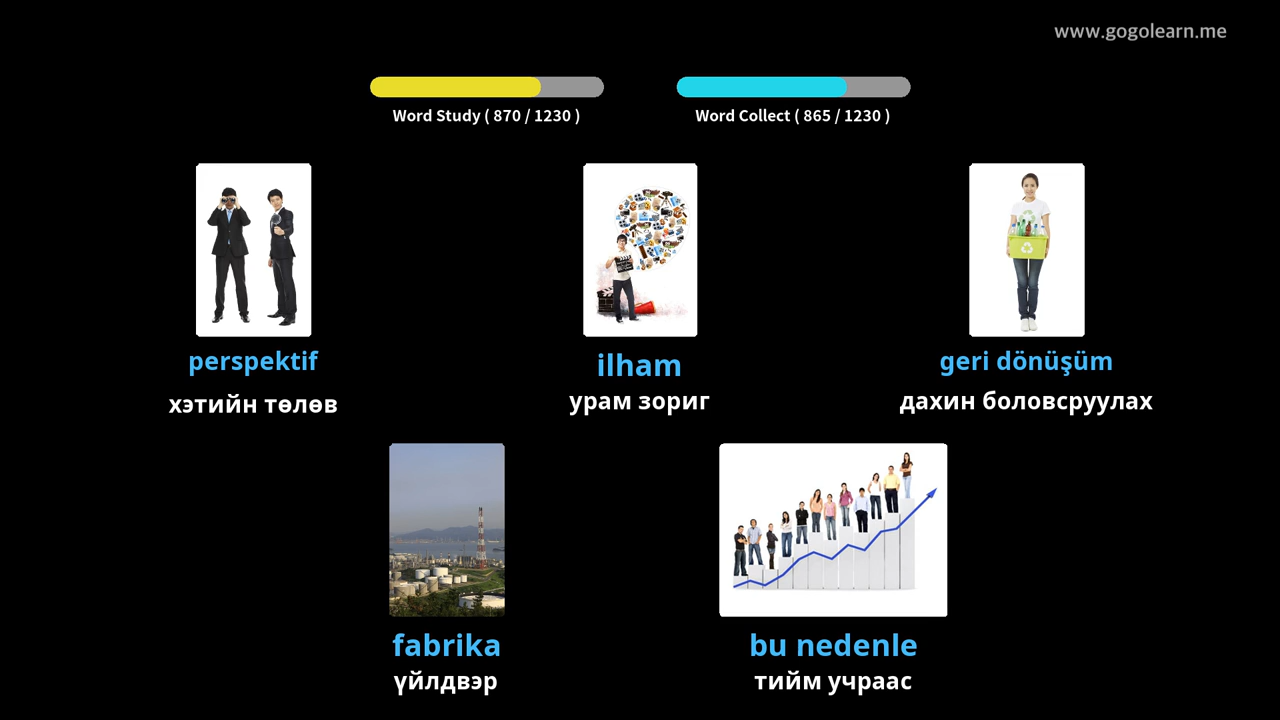 www.gogolearn.me
Word Study ( 870 / 1230 )
Word Collect ( 865 / 1230 )
perspektif
хэтийн төлөв
ilham
урам зориг
geri dönüşüm
дахин боловсруулах
fabrika
үйлдвэр
bu nedenle
тийм учраас